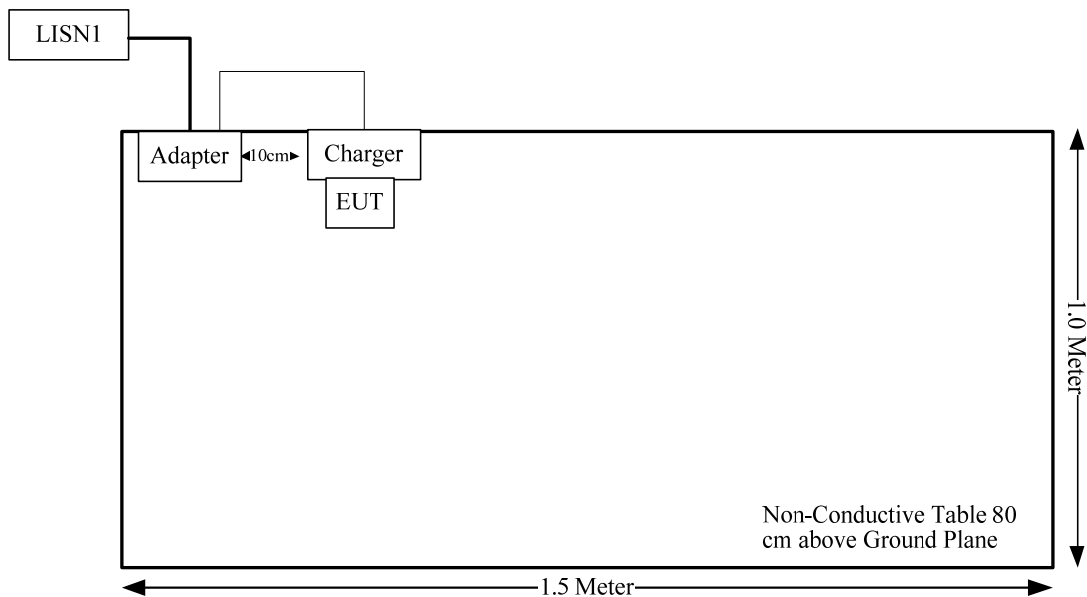 LISN1
Adapter
10cm
Charger
EUT
1.0 Meter
Non-Conductive Table 80
cm above Ground Plane
1.5 Meter